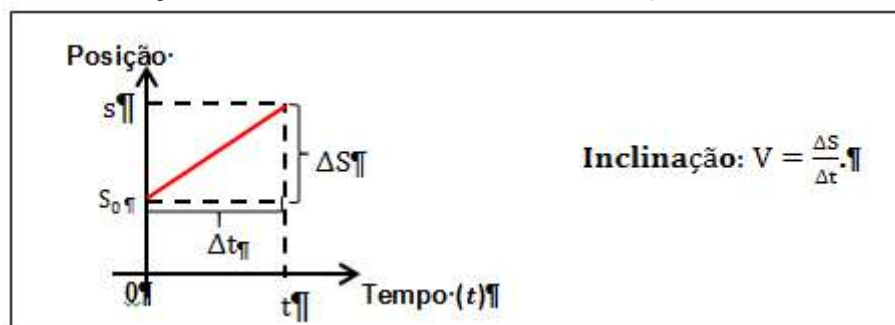 Posição·
s¶
ΔS¶
Inclinação: V = ΔS/Δt.¶
S₀¶
Δt¶
0¶
t¶
Tempo·(t)¶